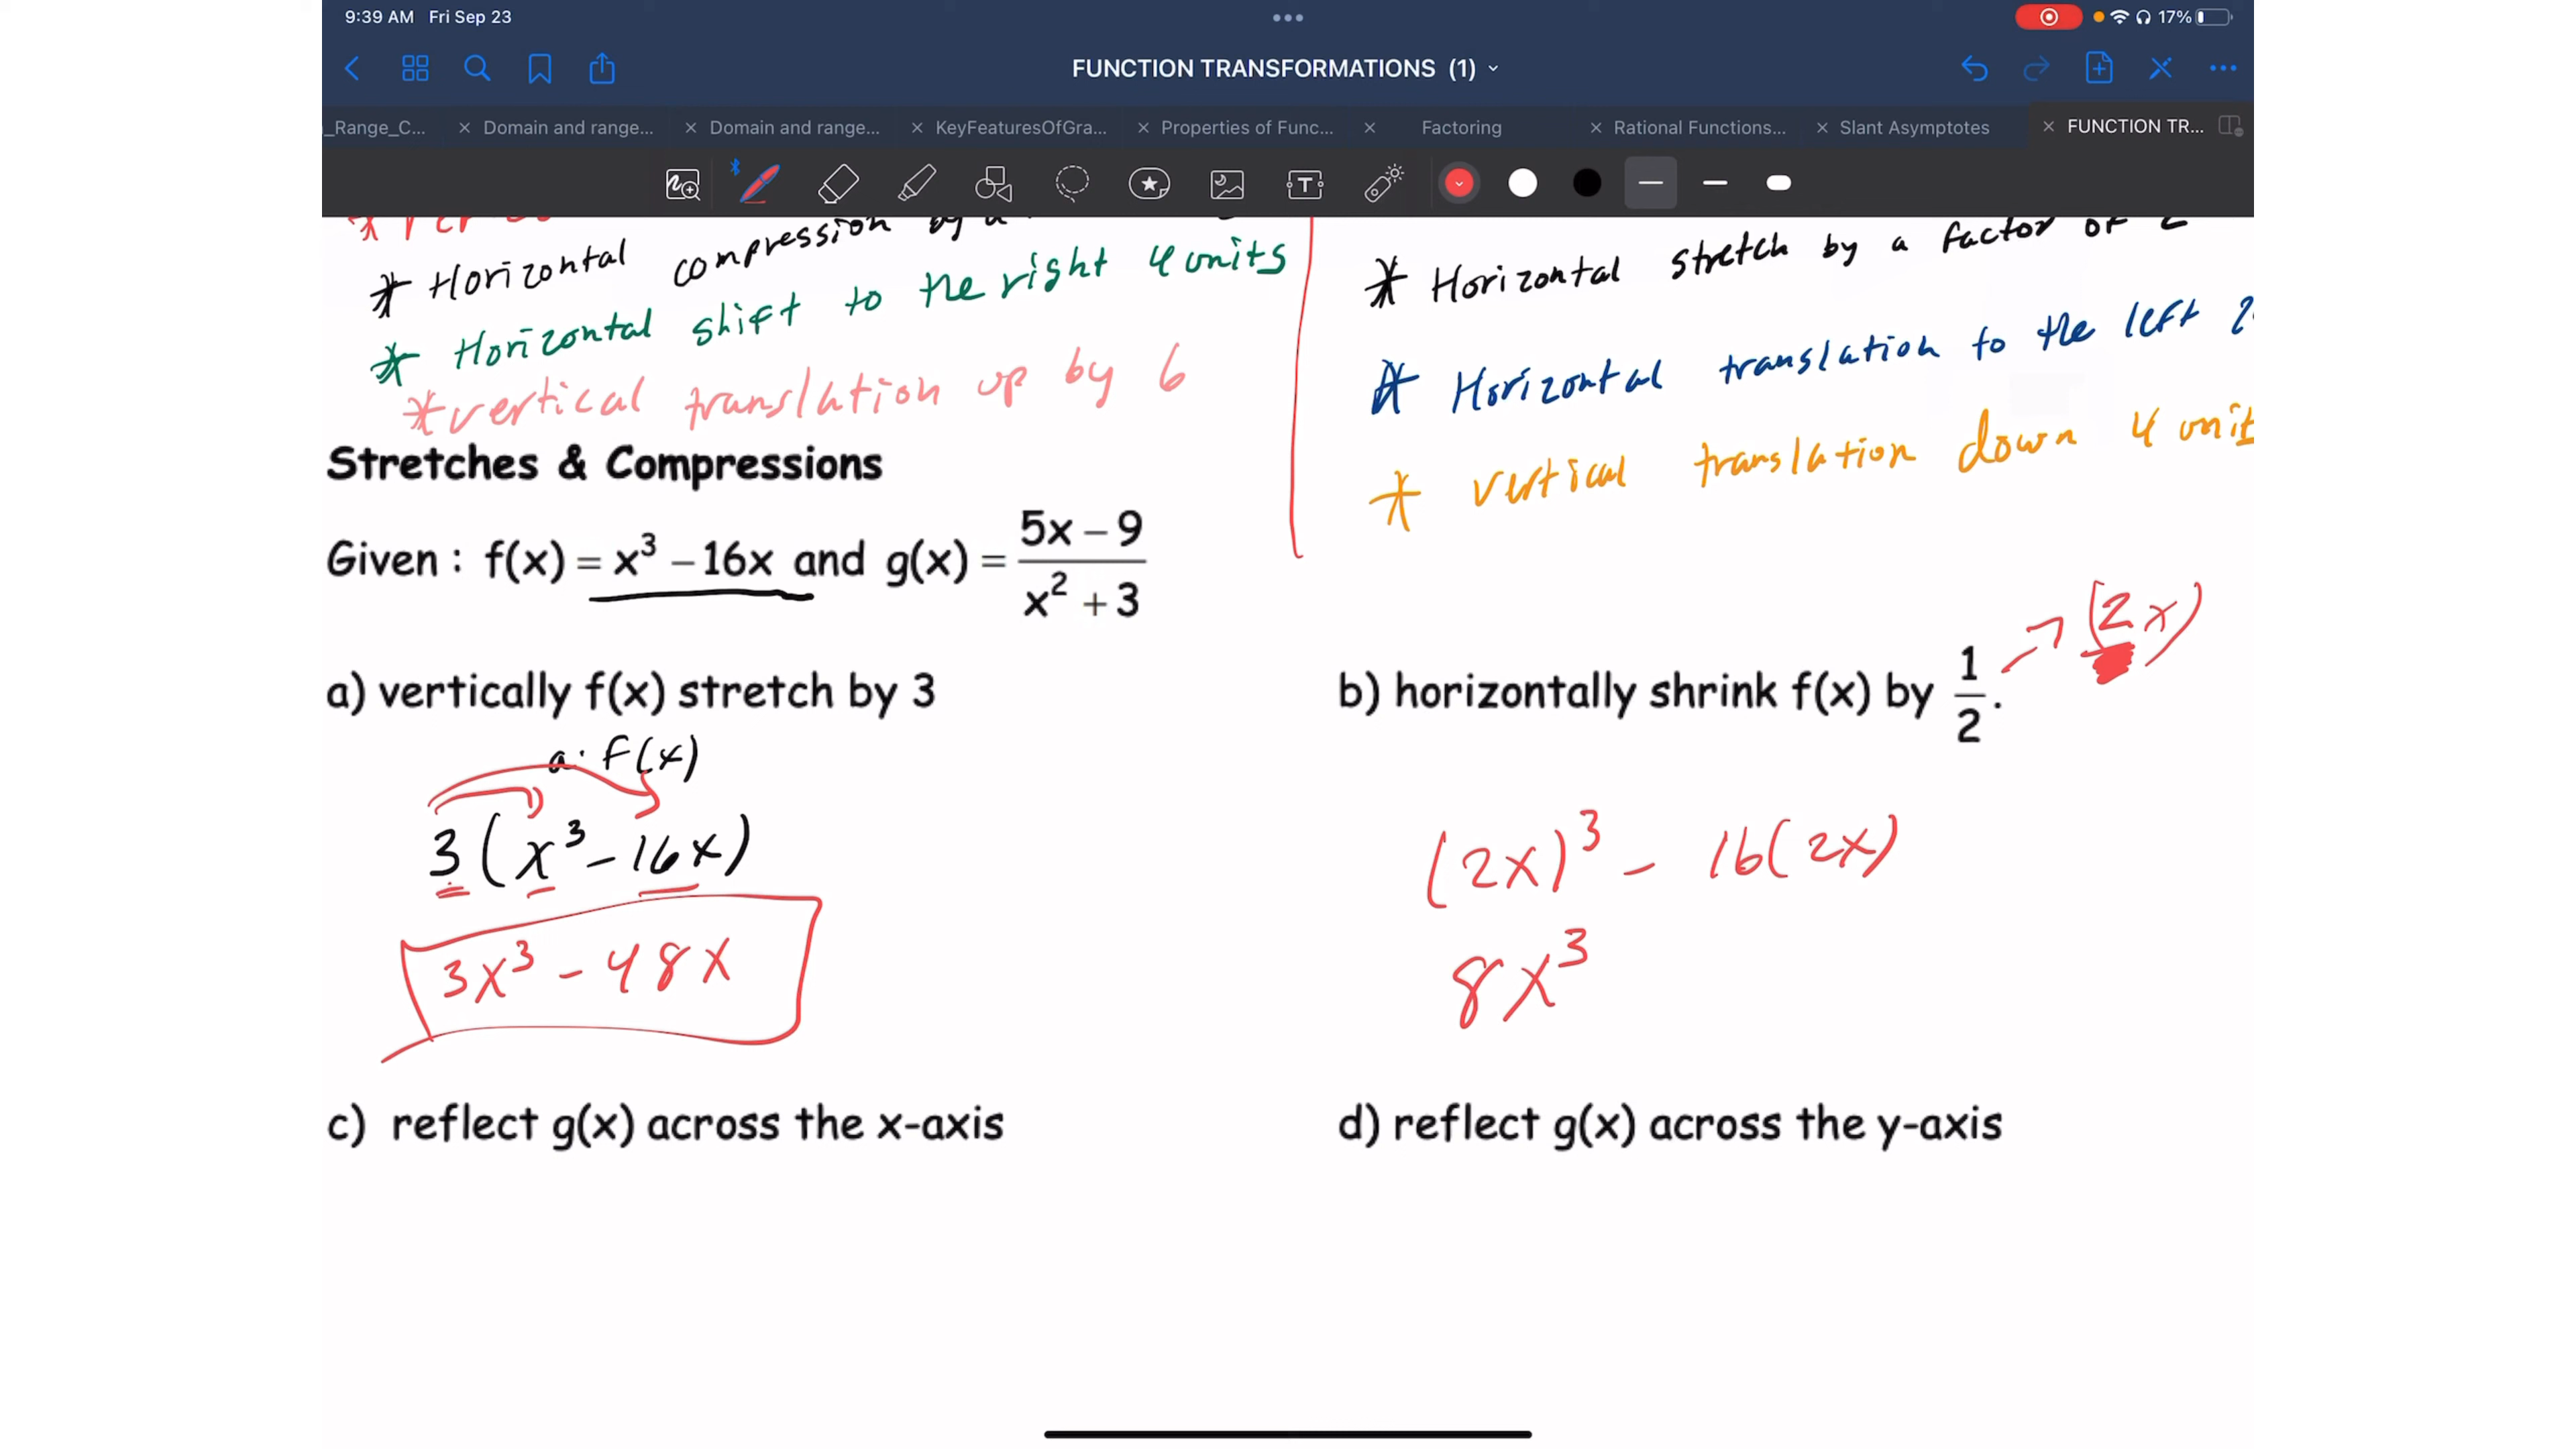 9:39 AM Fri Sep 23
17%
FUNCTION TRANSFORMATIONS (1)
_Range_C... × Domain and range... × Domain and range... × KeyFeaturesOfGra... × Properties of Func... × Factoring × Rational Functions... × Slant Asymptotes × FUNCTION TR...
* Horizontal compression by a
* Horizontal shift to the right 4 units
* vertical translation up by 6
* Horizontal stretch by a factor of 2
* Horizontal translation to the left
* vertical translation down 4 unit
Stretches & Compressions
Given : f(x) = x³ – 16x and g(x) = (5x – 9)/(x² + 3)
a) vertically f(x) stretch by 3
a · f(x)
3(x³ – 16x)
3x³ – 48x
b) horizontally shrink f(x) by 1/2.
(2x)
(2x)³ – 16(2x)
8x³
c) reflect g(x) across the x-axis
d) reflect g(x) across the y-axis